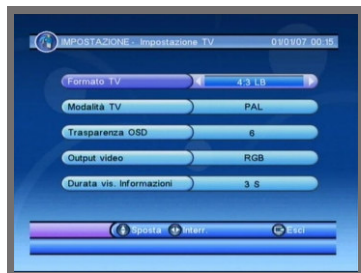 IMPOSTAZIONE - Impostazione TV 01/01/07 00:15
Formato TV 4:3 LB
Modalità TV PAL
Trasparenza OSD 6
Output video RGB
Durata vis. Informazioni 3 S
Sposta Interr. Esci